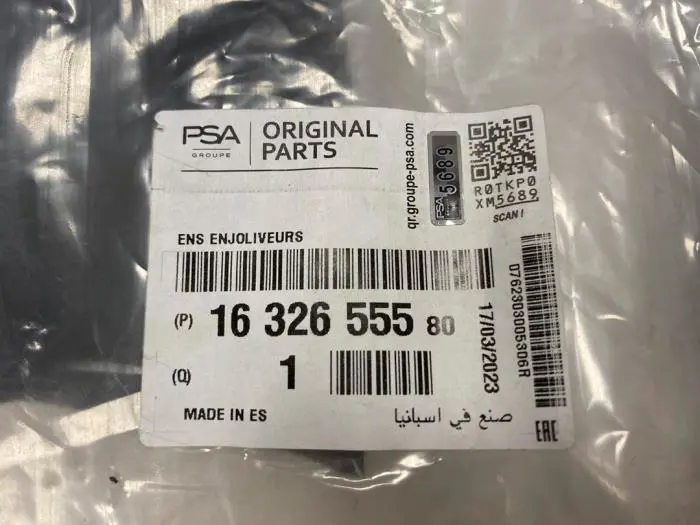 PSA
GROUPE
ORIGINAL
PARTS
qr.groupe-psa.com
PSA
5689
R0TKP0
XM5689
SCAN!
ENS ENJOLIVEURS
(P) 16 326 555 80
17/03/2023
0762303005306R
(Q) 1
MADE IN ES
صنع في اسبانيا
EAC